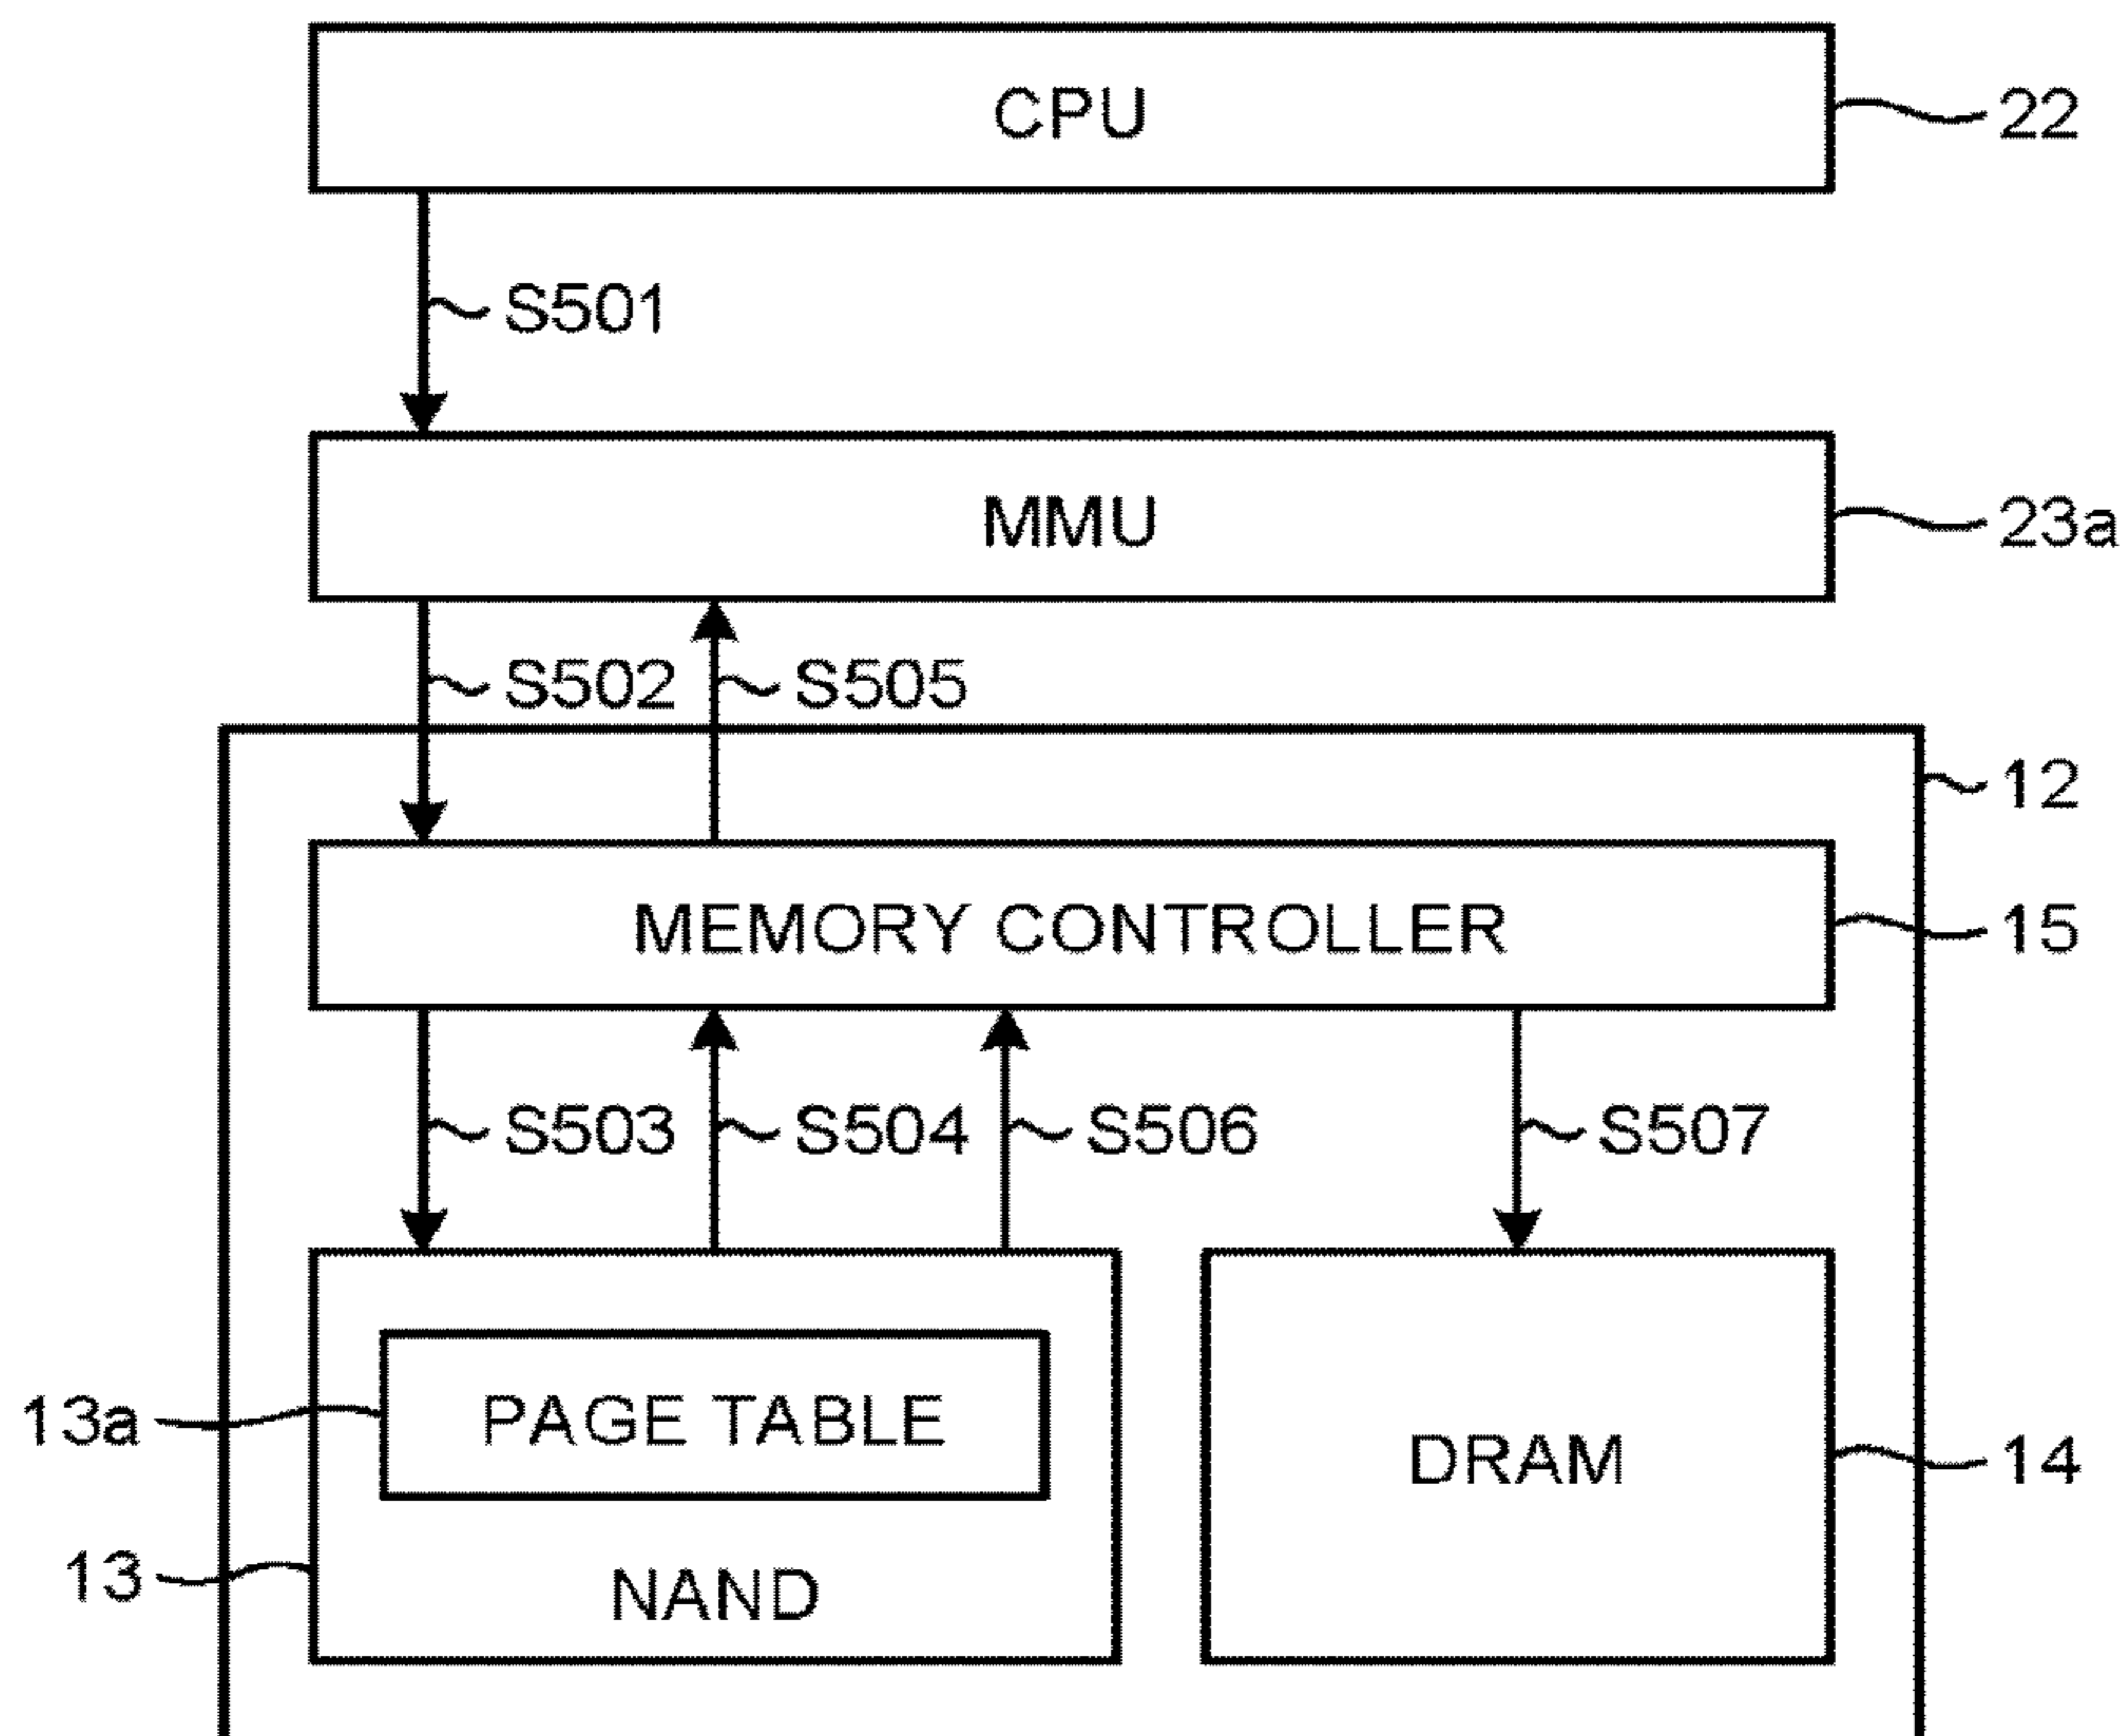 CPU 22
S501
MMU 23a
S502 S505
12
MEMORY CONTROLLER 15
S503 S504 S506 S507
13a PAGE TABLE
DRAM 14
13 NAND